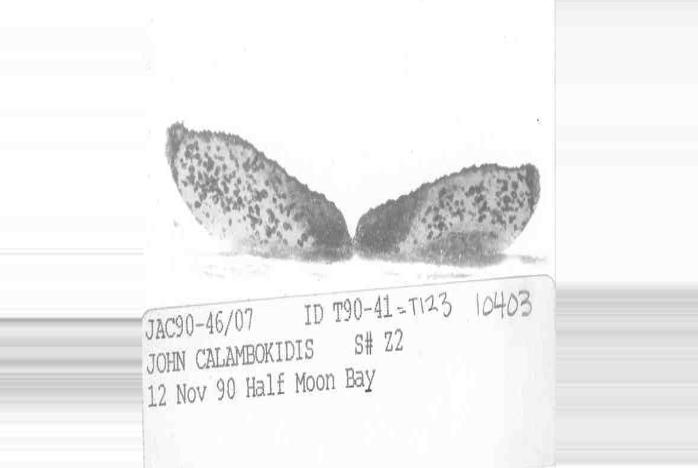 JAC90-46/07 ID T90-41=T123 10403
JOHN CALAMBOKIDIS S# Z2
12 Nov 90 Half Moon Bay